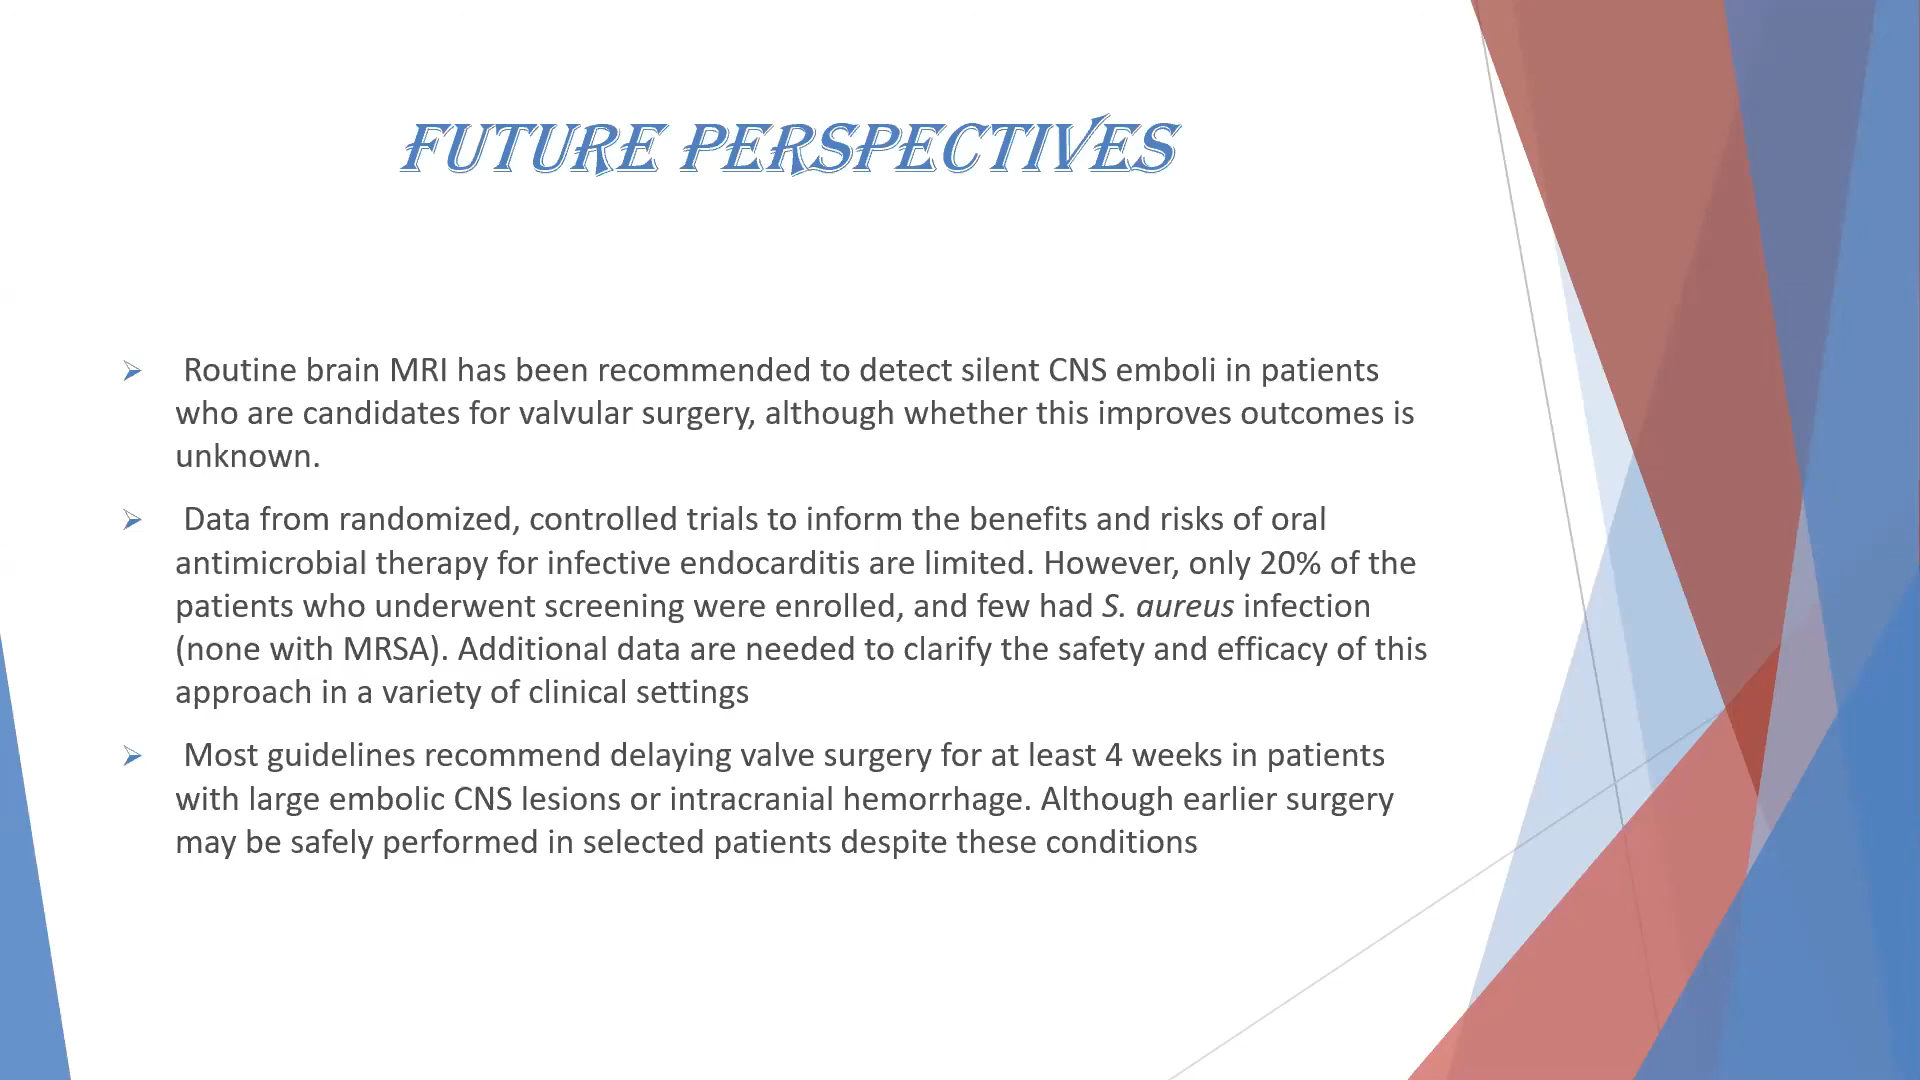 FUTURE PERSPECTIVES
Routine brain MRI has been recommended to detect silent CNS emboli in patients
who are candidates for valvular surgery, although whether this improves outcomes is
unknown.
Data from randomized, controlled trials to inform the benefits and risks of oral
antimicrobial therapy for infective endocarditis are limited. However, only 20% of the
patients who underwent screening were enrolled, and few had S. aureus infection
(none with MRSA). Additional data are needed to clarify the safety and efficacy of this
approach in a variety of clinical settings
Most guidelines recommend delaying valve surgery for at least 4 weeks in patients
with large embolic CNS lesions or intracranial hemorrhage. Although earlier surgery
may be safely performed in selected patients despite these conditions